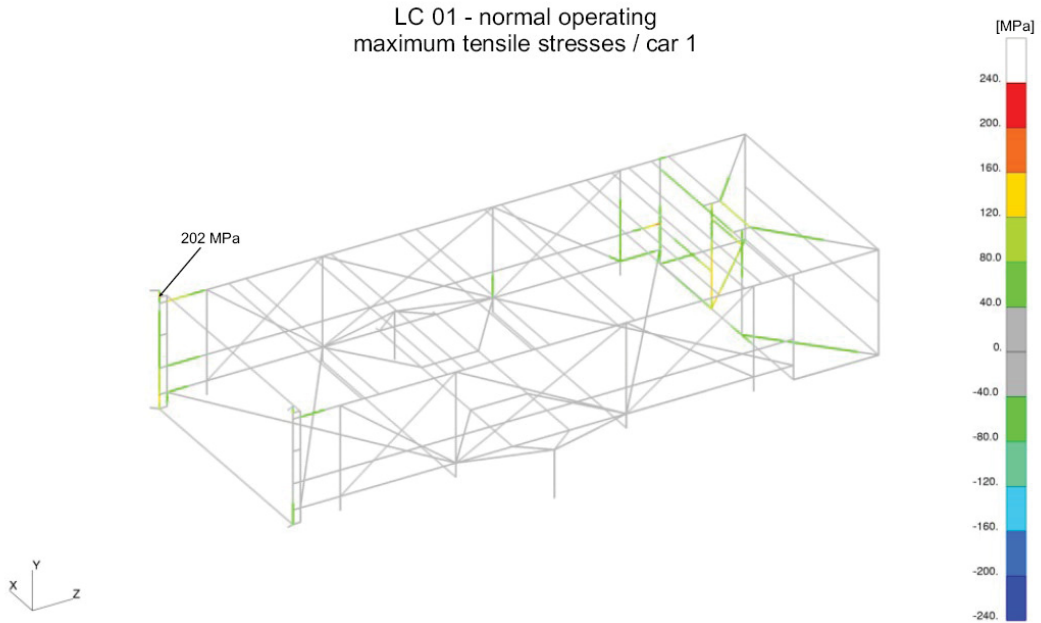 LC 01 - normal operating
maximum tensile stresses / car 1
[MPa]
240.
200.
160.
120.
80.0
40.0
0.
-40.0
-80.0
-120.
-160.
-200.
-240.
202 MPa
Y
X
Z